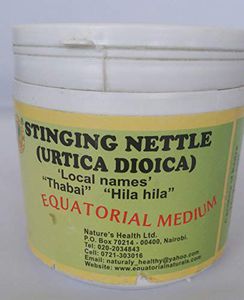 STINGING NETTLE
(URTICA DIOICA)
'Local names'
"Thabai" "Hila hila"
EQUATORIAL MEDIUM
Nature's Health Ltd.
P.O. Box 70214 - 00400, Nairobi.
Tel: 020-2034843
Cell: 0721-303016
Email: naturaly_healthy@yahoo.com
Website: www.equatorialnaturals.com